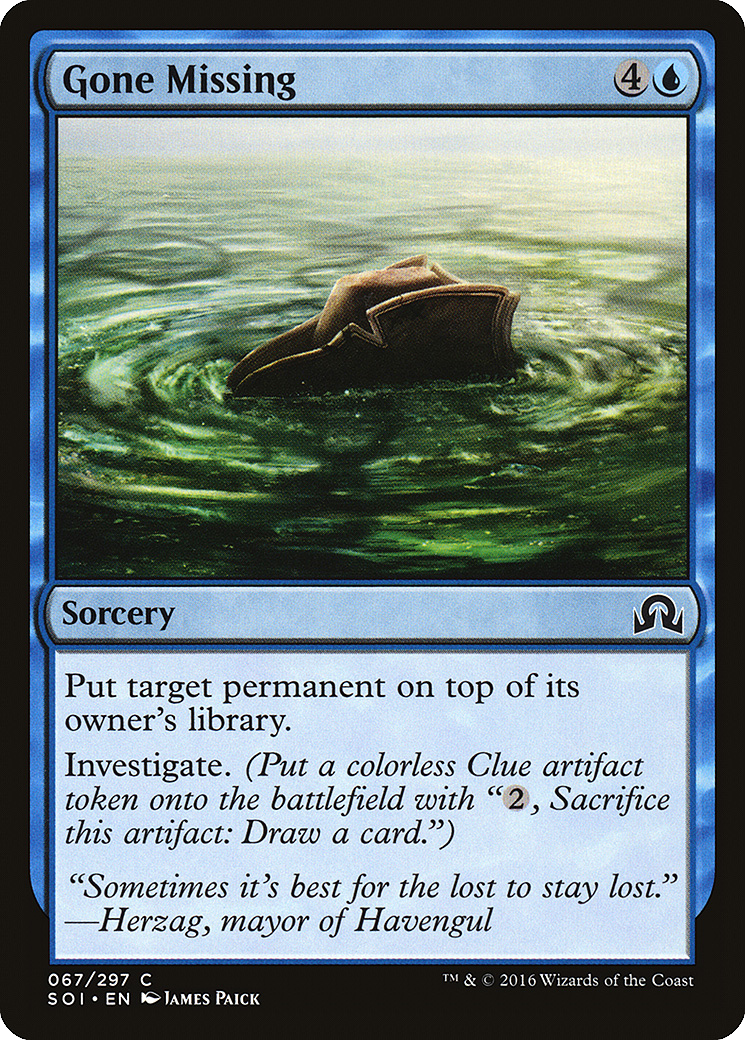 Gone Missing 4
Sorcery
Put target permanent on top of its
owner's library.
Investigate. (Put a colorless Clue artifact
token onto the battlefield with “2, Sacrifice
this artifact: Draw a card.”)
“Sometimes it's best for the lost to stay lost.”
—Herzag, mayor of Havengul
067/297 C
SOI • EN James Paick
™ & © 2016 Wizards of the Coast